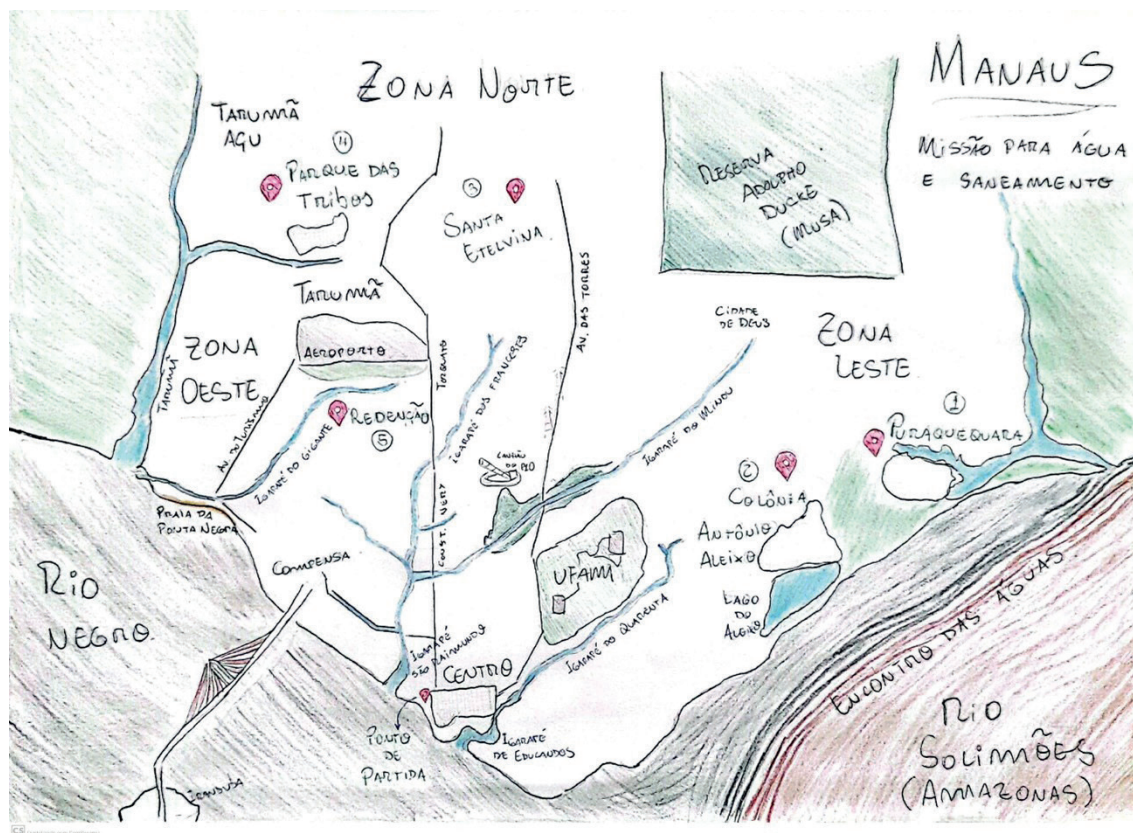 MANAUS
MISSÃO PARA ÁGUA
E SANEAMENTO
ZONA NORTE
TARUMÃ
AÇU
4
PARQUE DAS
TRIBOS
3
SANTA
ETELVINA
RESERVA
ADOLPHO
DUCKE
(MUSA)
TARUMÃ
AV. DAS TORRES
CIDADE
DE DEUS
ZONA
LESTE
ZONA
OESTE
TARUMÃ
AEROPORTO
TORQUATO
IGARAPÉ DOS FRANCESES
AV. DO TURISMO
REDENÇÃO
5
IGARAPÉ DO GIGANTE
IGARAPÉ DO MINDU
1
PURAQUEQUARA
2
COLÔNIA
ANTÔNIO
ALEIXO
LAGO
DO
ALEIXO
PRAIA DA
PONTA NEGRA
CONST. NERY
UFAM
COMPENSA
RIO
NEGRO
IGARAPÉ
SÃO RAIMUNDO
CENTRO
IGARAPÉ DO QUARENTA
IGARAPÉ
DE EDUCANDOS
PONTO
DE
PARTIDA
IRANDUBA
ENCONTRO DAS ÁGUAS
RIO
SOLIMÕES
(AMAZONAS)
CS